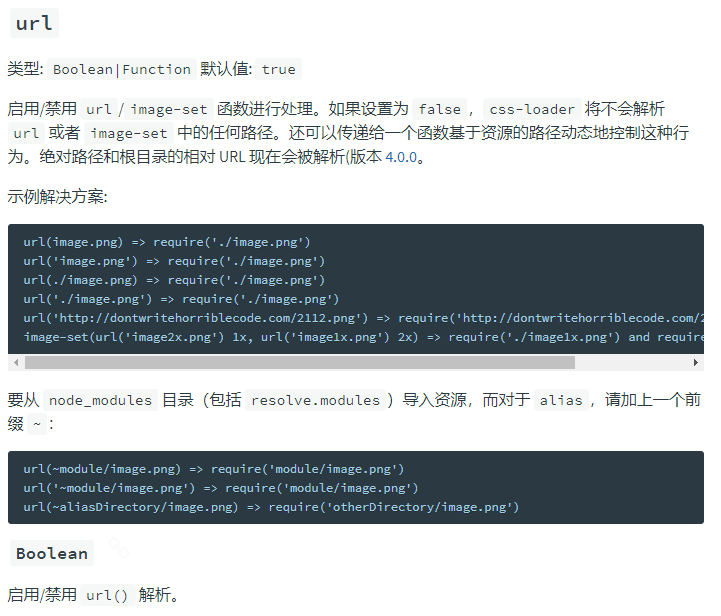 url
类型: Boolean|Function 默认值: true
启用/禁用 url / image-set 函数进行处理。如果设置为 false，css-loader 将不会解析
url 或者 image-set 中的任何路径。还可以传递给一个函数基于资源的路径动态地控制这种行
为。绝对路径和根目录的相对 URL 现在会被解析(版本 4.0.0。
示例解决方案:
url(image.png) => require('./image.png')
url('image.png') => require('./image.png')
url(./image.png) => require('./image.png')
url('./image.png') => require('./image.png')
url('http://dontwritehorriblecode.com/2112.png') => require('http://dontwritehorriblecode.com/2
image-set(url('image2x.png') 1x, url('image1x.png') 2x) => require('./image1x.png') and require
要从 node_modules 目录（包括 resolve.modules）导入资源，而对于 alias，请加上一个前
缀 ~：
url(~module/image.png) => require('module/image.png')
url('~module/image.png') => require('module/image.png')
url(~aliasDirectory/image.png) => require('otherDirectory/image.png')
Boolean
启用/禁用 url() 解析。